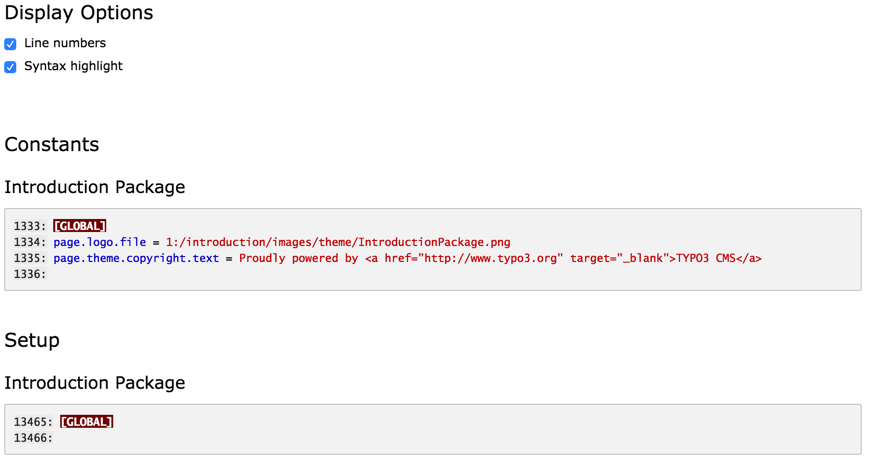 Display Options
Line numbers
Syntax highlight
Constants
Introduction Package
1333: [GLOBAL]
1334: page.logo.file = 1:/introduction/images/theme/IntroductionPackage.png
1335: page.theme.copyright.text = Proudly powered by <a href="http://www.typo3.org" target="_blank">TYPO3 CMS</a>
1336:
Setup
Introduction Package
13465: [GLOBAL]
13466: